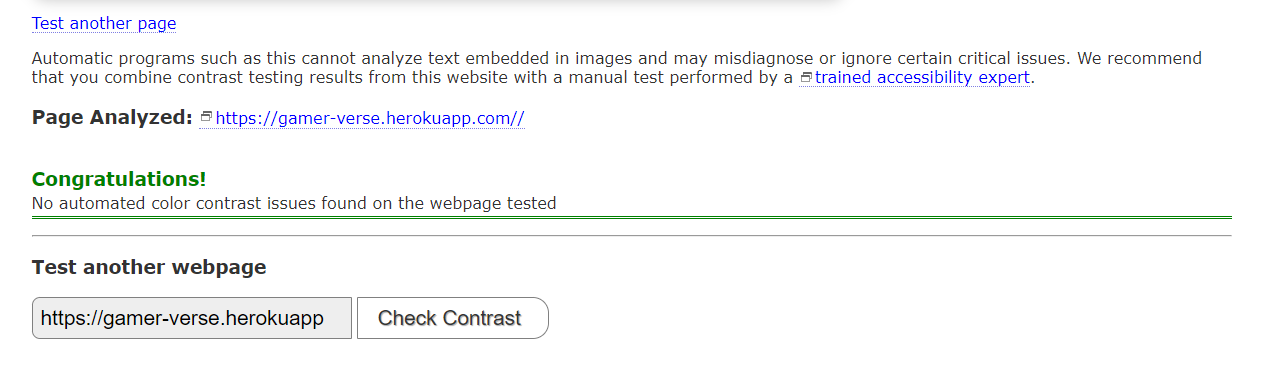 Test another page
Automatic programs such as this cannot analyze text embedded in images and may misdiagnose or ignore certain critical issues. We recommend
that you combine contrast testing results from this website with a manual test performed by a trained accessibility expert.
Page Analyzed: https://gamer-verse.herokuapp.com//
Congratulations!
No automated color contrast issues found on the webpage tested
Test another webpage
https://gamer-verse.herokuapp Check Contrast